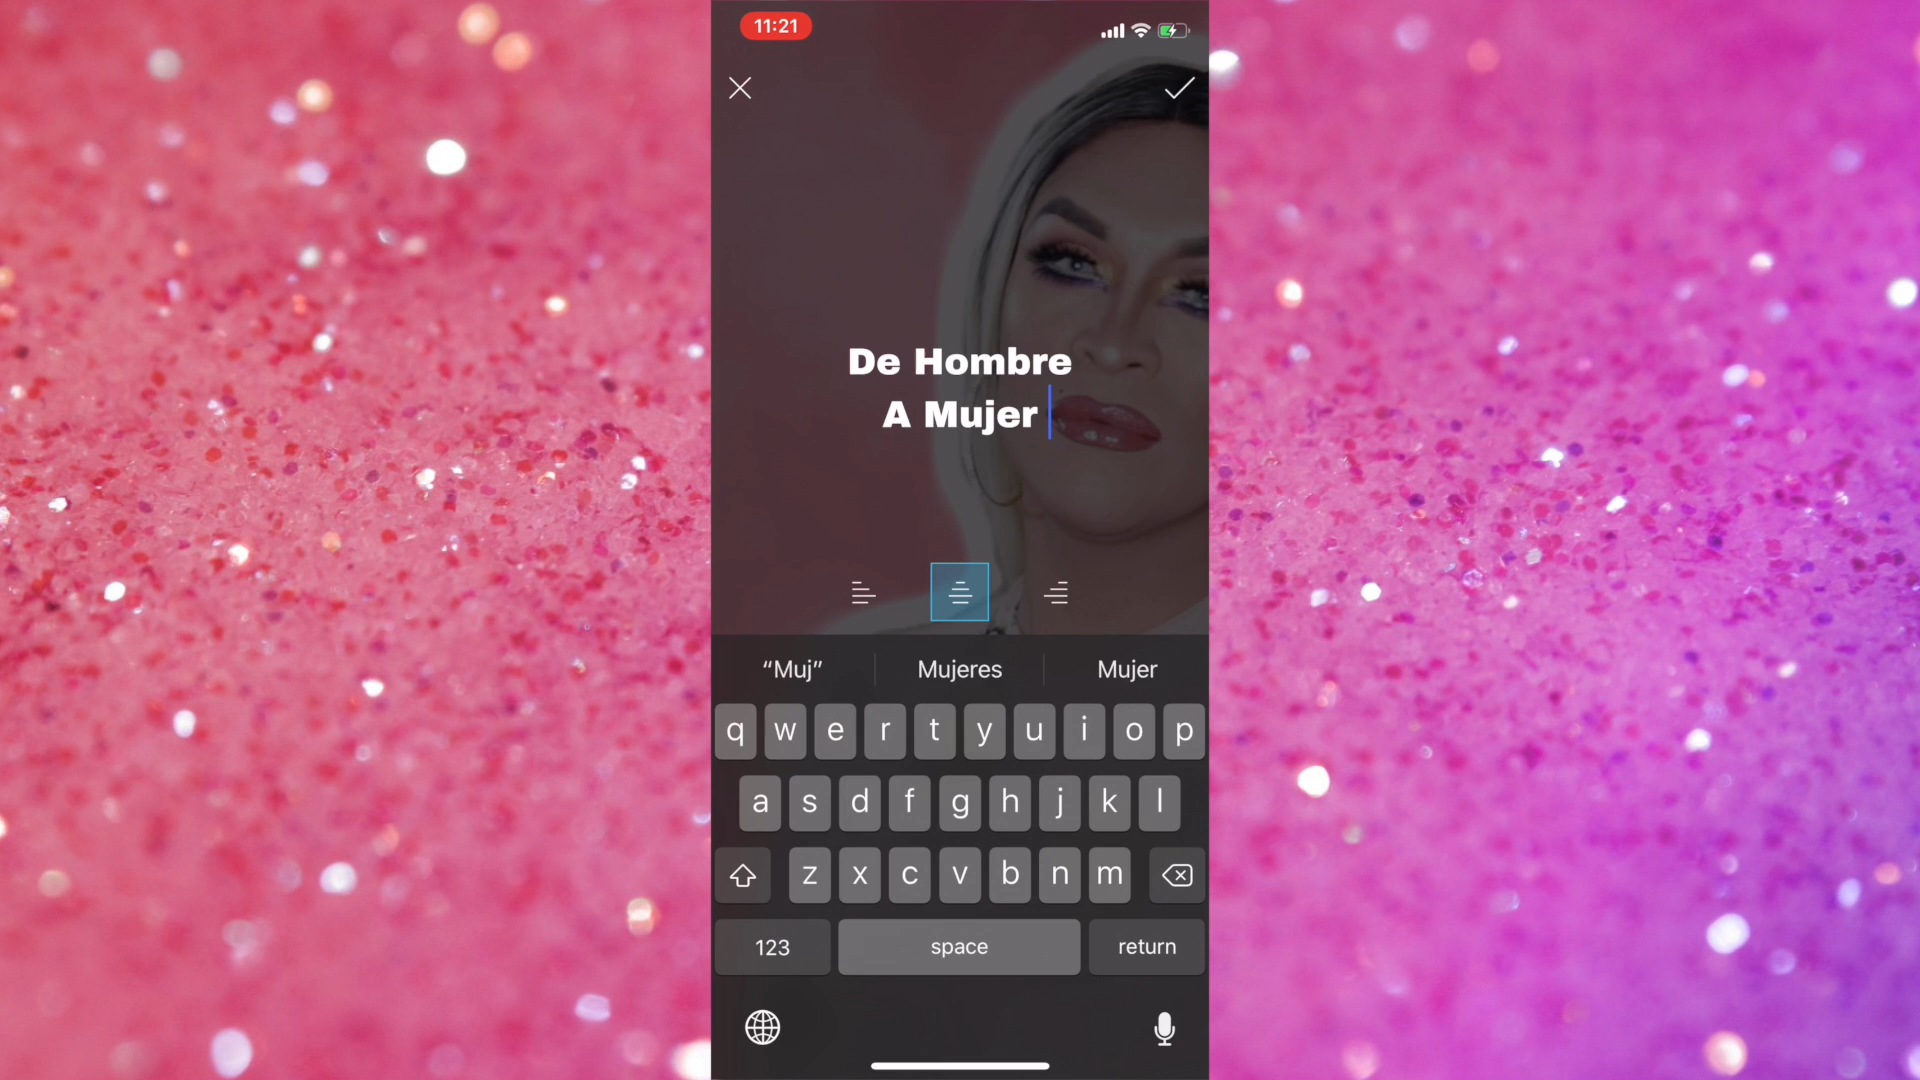 11:21
De Hombre
A Mujer
“Muj” Mujeres Mujer
q w e r t y u i o p
a s d f g h j k l
z x c v b n m
123 space return